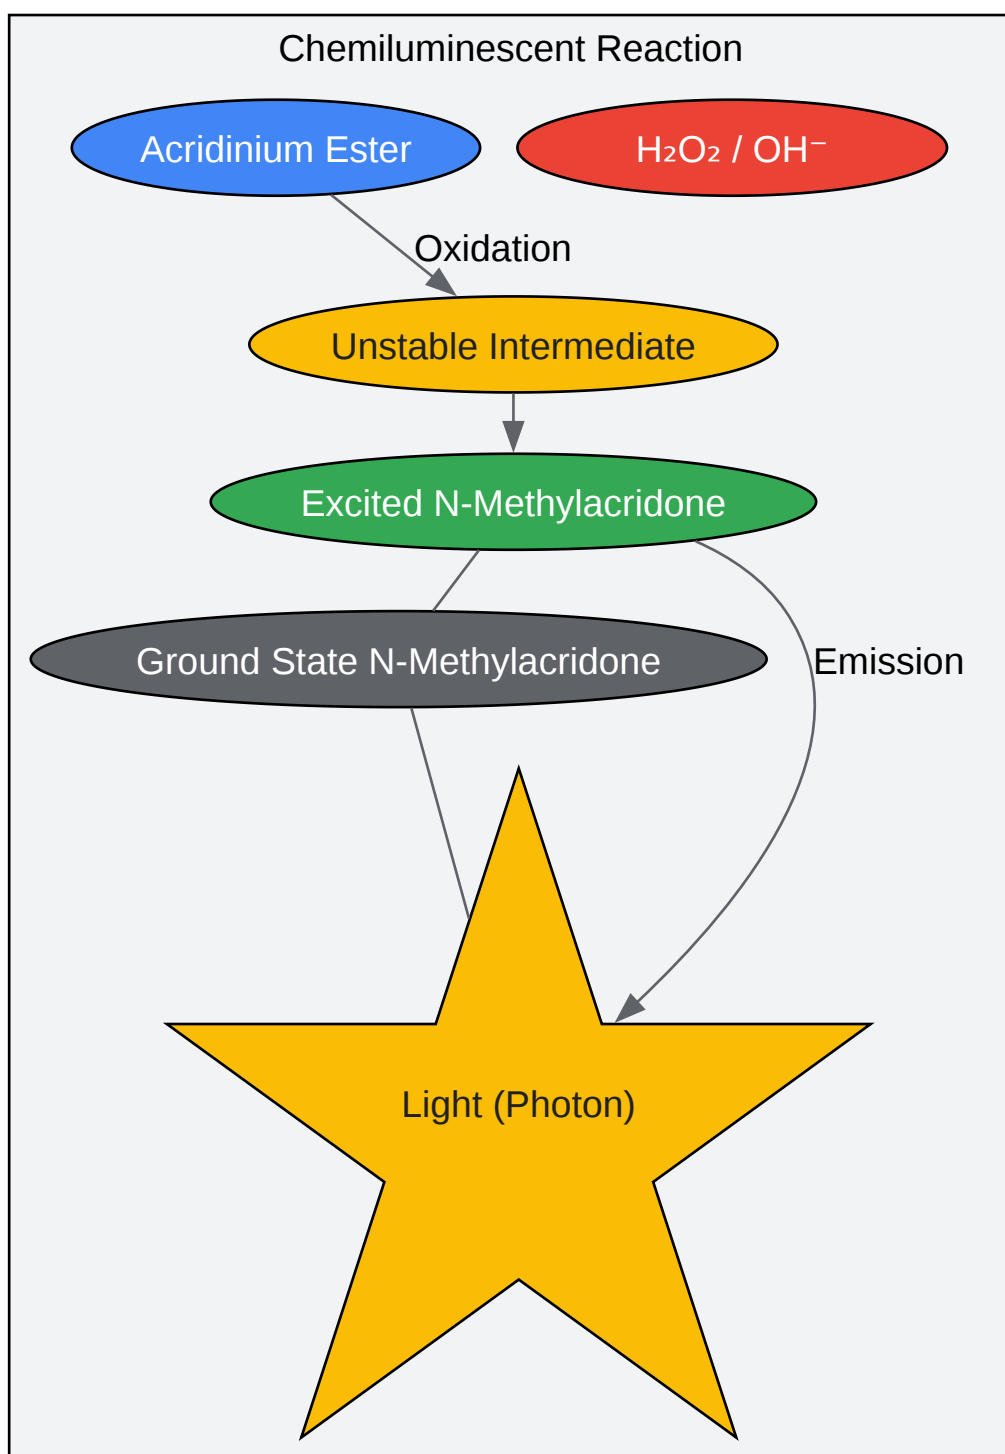 Chemiluminescent Reaction
Acridinium Ester
H₂O₂ / OH⁻
Oxidation
Unstable Intermediate
Excited N-Methylacridone
Ground State N-Methylacridone
Emission
Light (Photon)